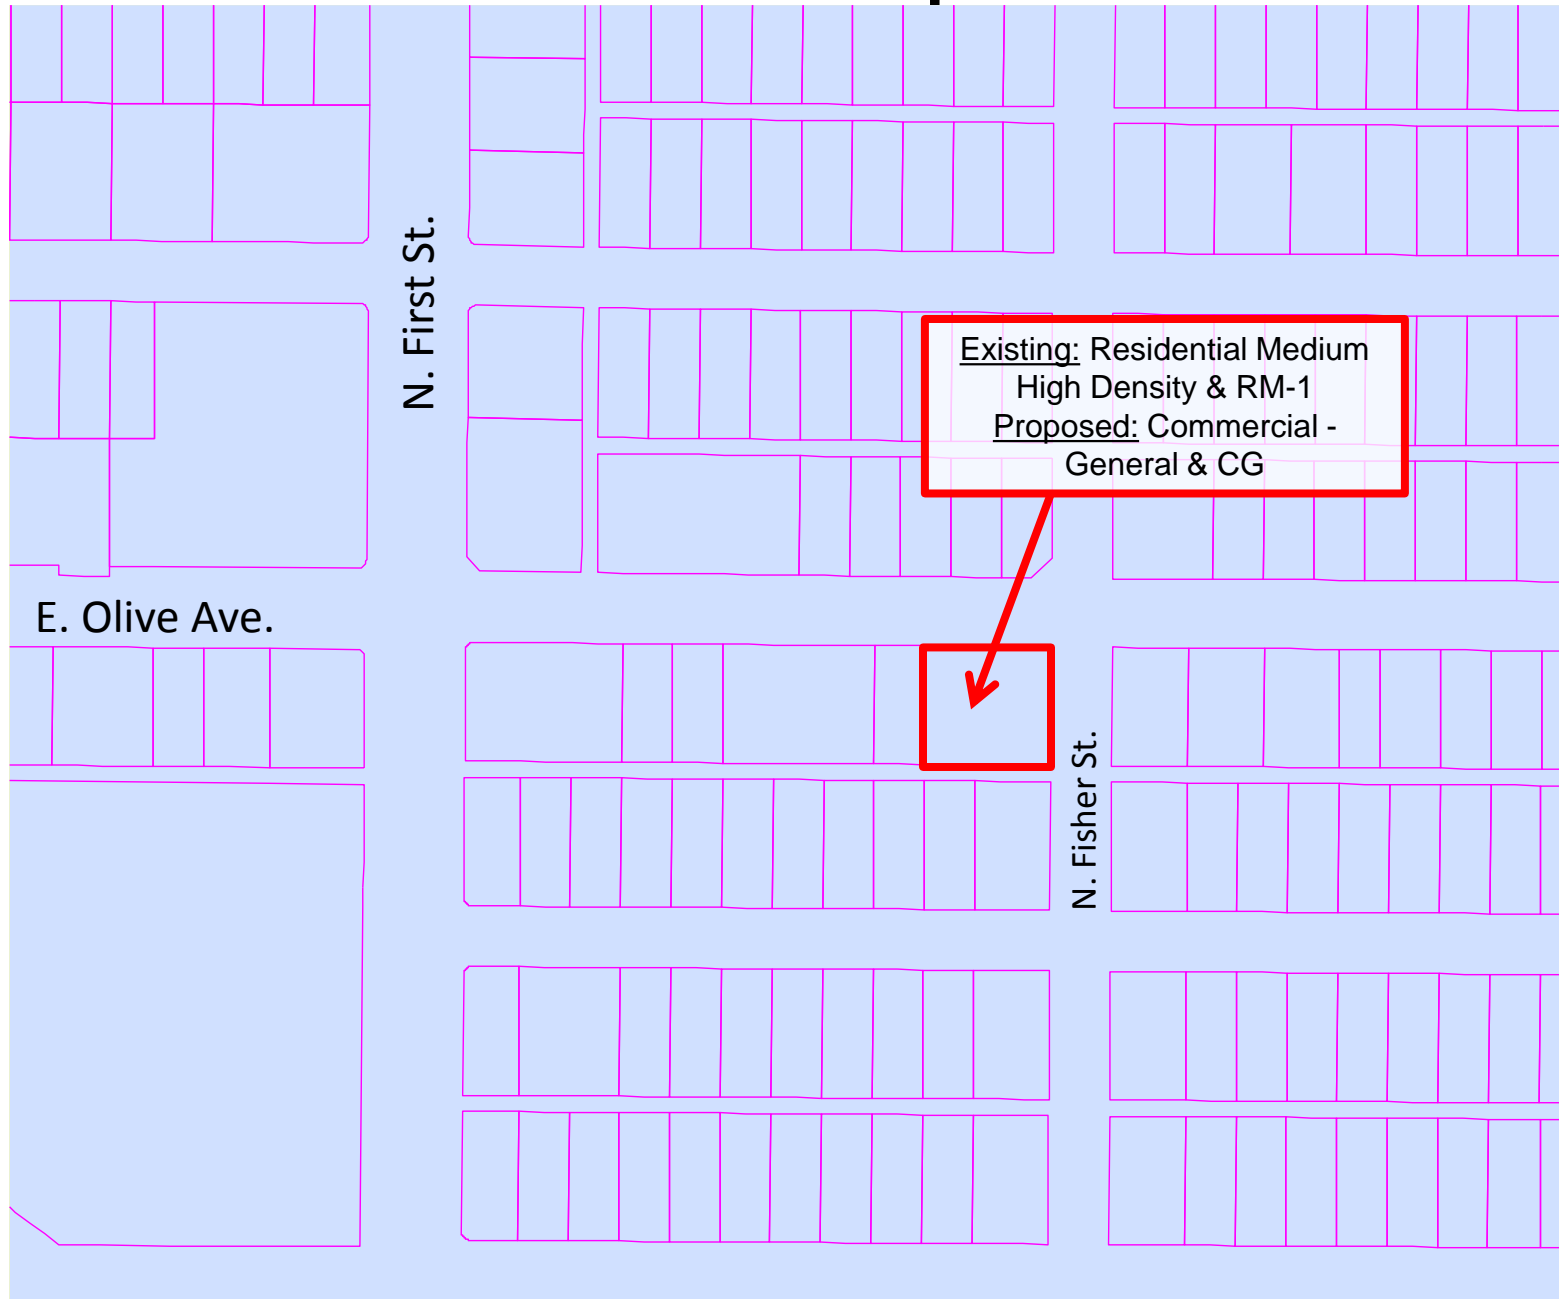 N. First St.
Existing: Residential Medium
High Density & RM-1
Proposed: Commercial -
General & CG
E. Olive Ave.
N. Fisher St.